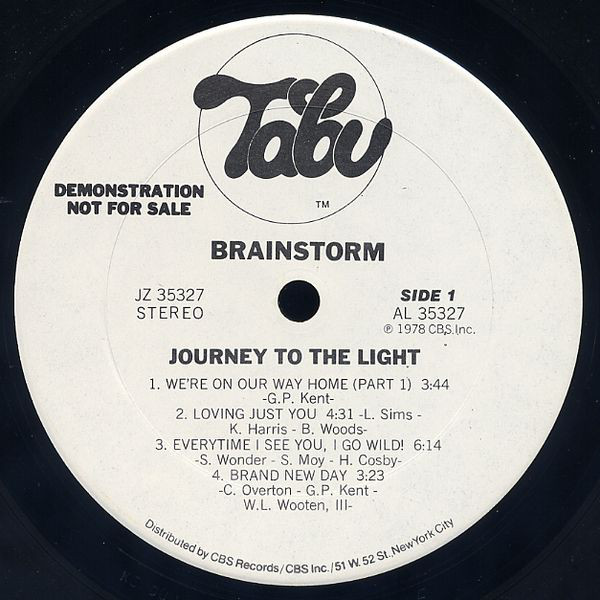 Tabu
TM
DEMONSTRATION
NOT FOR SALE
BRAINSTORM
JZ 35327
STEREO
SIDE 1
AL 35327
℗ 1978 CBS.Inc.
JOURNEY TO THE LIGHT
1. WE'RE ON OUR WAY HOME (PART 1) 3:44
-G.P. Kent-
2. LOVING JUST YOU 4:31 -L. Sims -
K. Harris - B. Woods-
3. EVERYTIME I SEE YOU, I GO WILD! 6:14
-S. Wonder - S. Moy - H. Cosby-
4. BRAND NEW DAY 3:23
-C. Overton - G.P. Kent -
W.L. Wooten, III-
Distributed by CBS Records/CBS Inc./51 W. 52 St. New York City